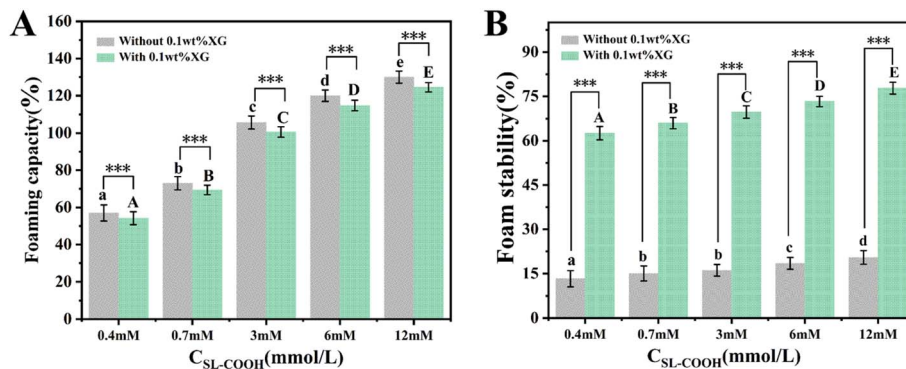 A
Foaming capacity(%)
160
140
120
100
80
60
40
20
0
Without 0.1wt%XG
With 0.1wt%XG
***
***
***
***
***
a
A
b
B
c
C
d
D
e
E
0.4mM
0.7mM
3mM
6mM
12mM
C_SL-COOH(mmol/L)
B
Foam stability(%)
90
75
60
45
30
15
0
Without 0.1wt%XG
With 0.1wt%XG
***
***
***
***
***
a
A
b
B
b
C
c
D
d
E
0.4mM
0.7mM
3mM
6mM
12mM
C_SL-COOH(mmol/L)